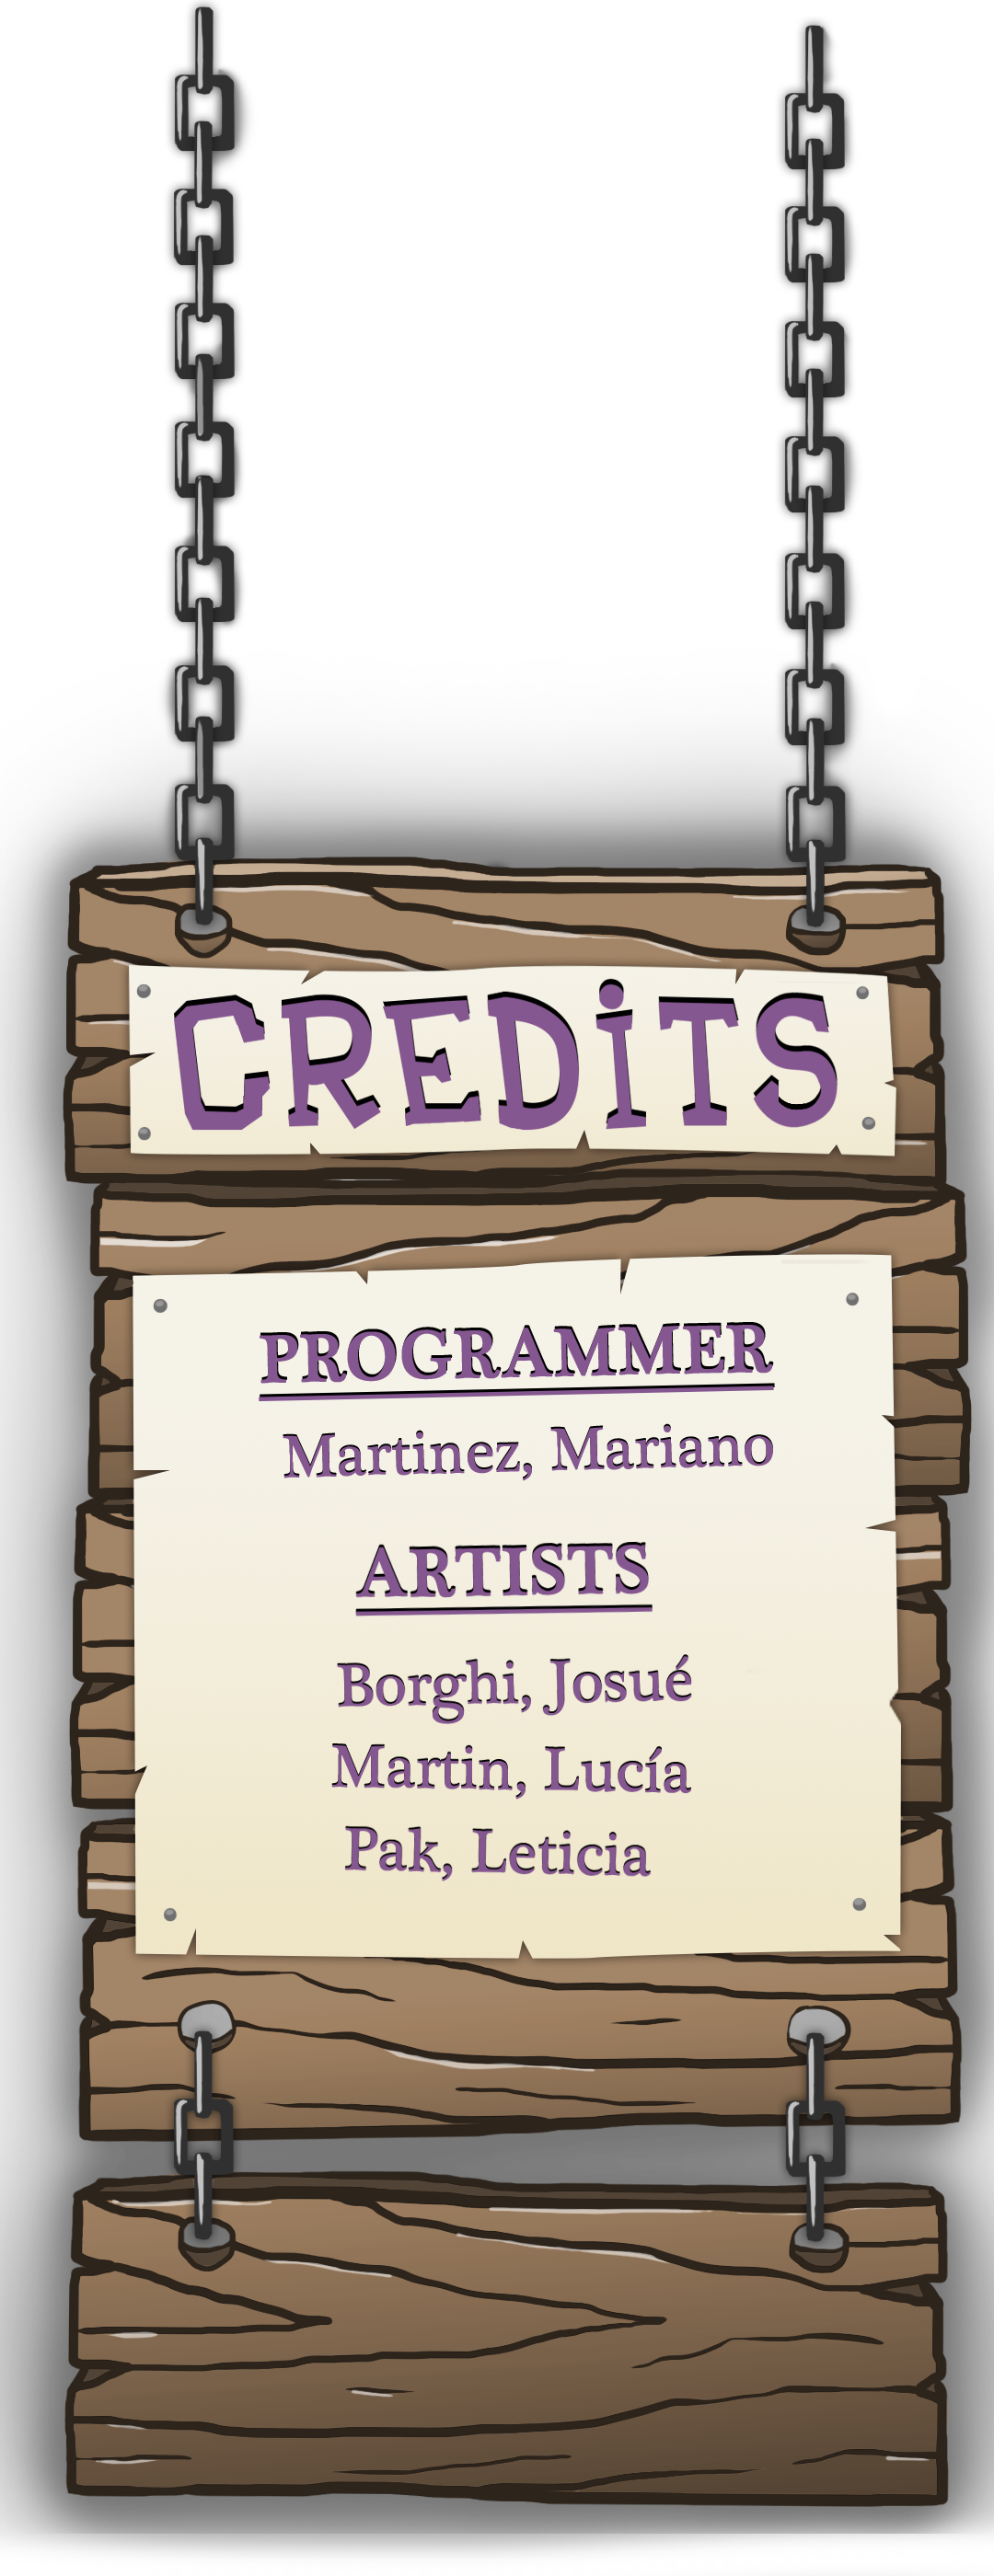 CREDiTS
PROGRAMMER
Martinez, Mariano
ARTISTS
Borghi, Josué
Martin, Lucía
Pak, Leticia